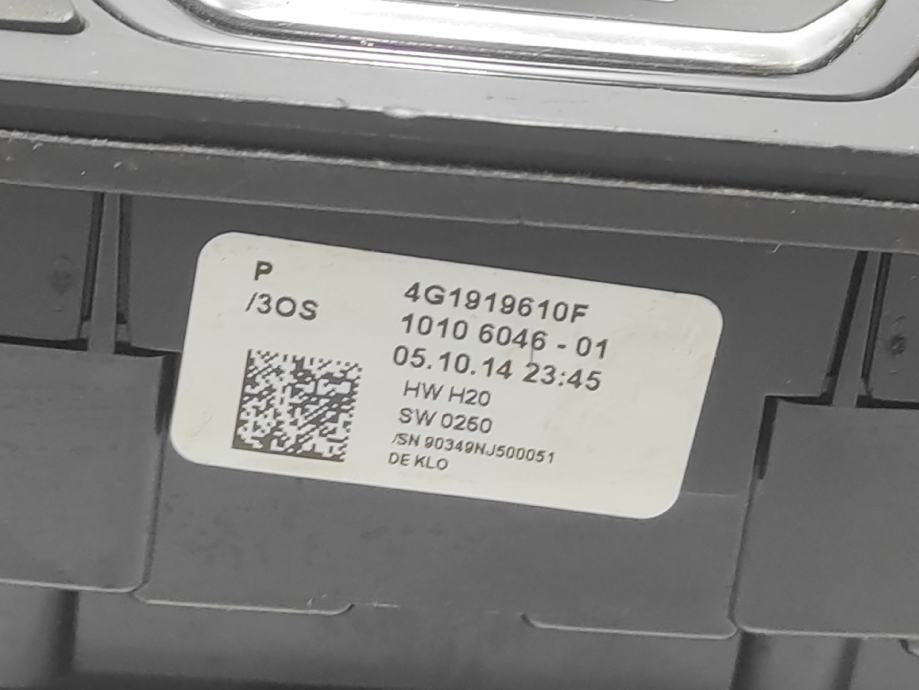 P
/3OS
4G1919610F
1010 6046 - 01
05.10.14 23:45
HW H20
SW 0260
/SN 90349NJ500051
DE KLO